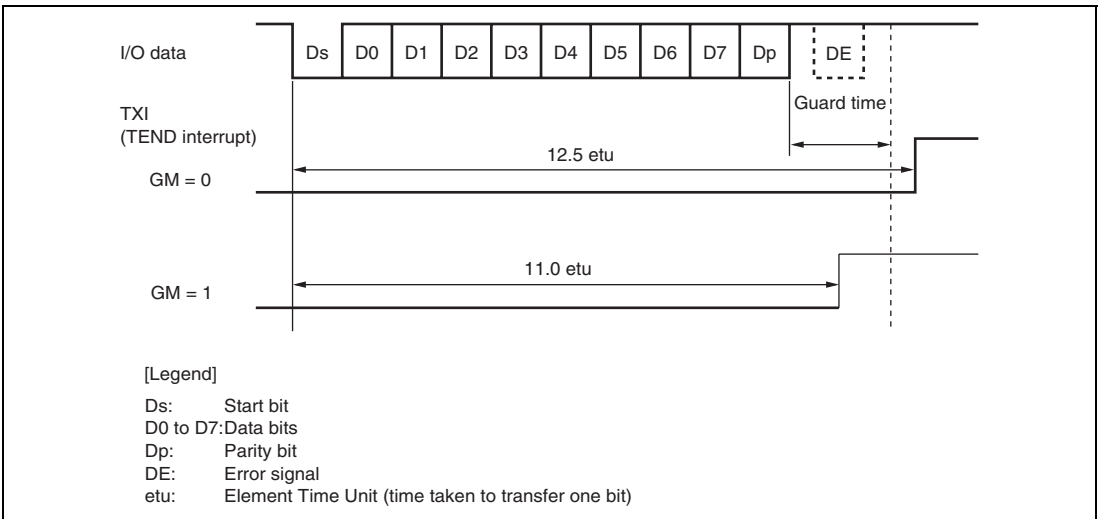 I/O data
Ds D0 D1 D2 D3 D4 D5 D6 D7 Dp DE
Guard time
TXI
(TEND interrupt)
12.5 etu
GM = 0
11.0 etu
GM = 1
[Legend]
Ds: Start bit
D0 to D7:Data bits
Dp: Parity bit
DE: Error signal
etu: Element Time Unit (time taken to transfer one bit)